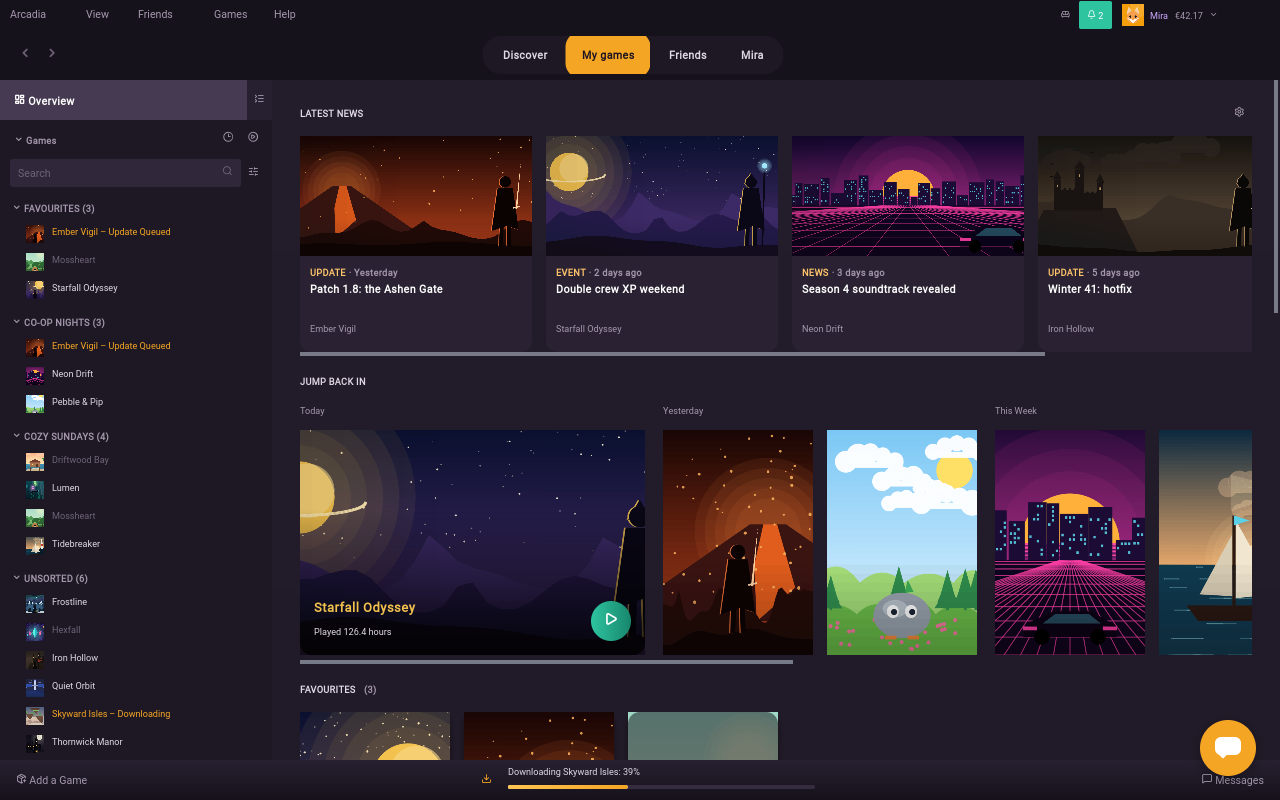 Arcadia View Friends Games Help
2 Mira €42.17
Discover My games Friends Mira
Overview
Games
Search
FAVOURITES (3)
Ember Vigil – Update Queued
Mossheart
Starfall Odyssey
CO-OP NIGHTS (3)
Ember Vigil – Update Queued
Neon Drift
Pebble & Pip
COZY SUNDAYS (4)
Driftwood Bay
Lumen
Mossheart
Tidebreaker
UNSORTED (6)
Frostline
Hexfall
Iron Hollow
Quiet Orbit
Skyward Isles – Downloading
Thornwick Manor
LATEST NEWS
UPDATE · Yesterday
Patch 1.8: the Ashen Gate
Ember Vigil
EVENT · 2 days ago
Double crew XP weekend
Starfall Odyssey
NEWS · 3 days ago
Season 4 soundtrack revealed
Neon Drift
UPDATE · 5 days ago
Winter 41: hotfix
Iron Hollow
JUMP BACK IN
Today
Starfall Odyssey
Played 126.4 hours
Yesterday
This Week
FAVOURITES (3)
Add a Game
Downloading Skyward Isles: 39%
Messages